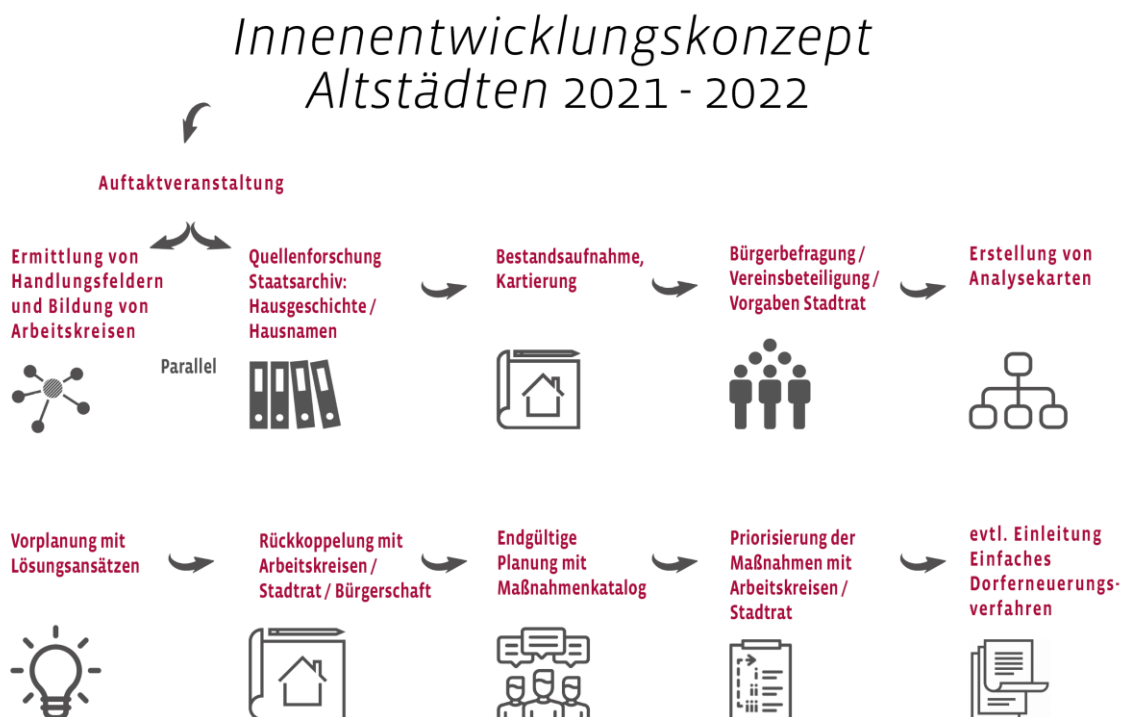 Innenentwicklungskonzept
Altstädten 2021 - 2022
Auftaktveranstaltung
Ermittlung von
Handlungsfeldern
und Bildung von
Arbeitskreisen
Parallel
Quellenforschung
Staatsarchiv:
Hausgeschichte /
Hausnamen
Bestandsaufnahme,
Kartierung
Bürgerbefragung /
Vereinsbeteiligung /
Vorgaben Stadtrat
Erstellung von
Analysekarten
Vorplanung mit
Lösungsansätzen
Rückkoppelung mit
Arbeitskreisen /
Stadtrat / Bürgerschaft
Endgültige
Planung mit
Maßnahmenkatalog
Priorisierung der
Maßnahmen mit
Arbeitskreisen /
Stadtrat
i
ii
iii
evtl. Einleitung
Einfaches
Dorferneuerungs-
verfahren